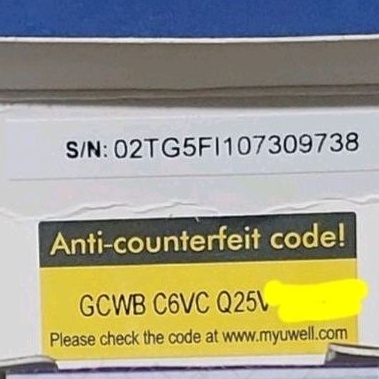 S/N: 02TG5FI107309738
Anti-counterfeit code!
GCWB C6VC Q25V
Please check the code at www.myuwell.com